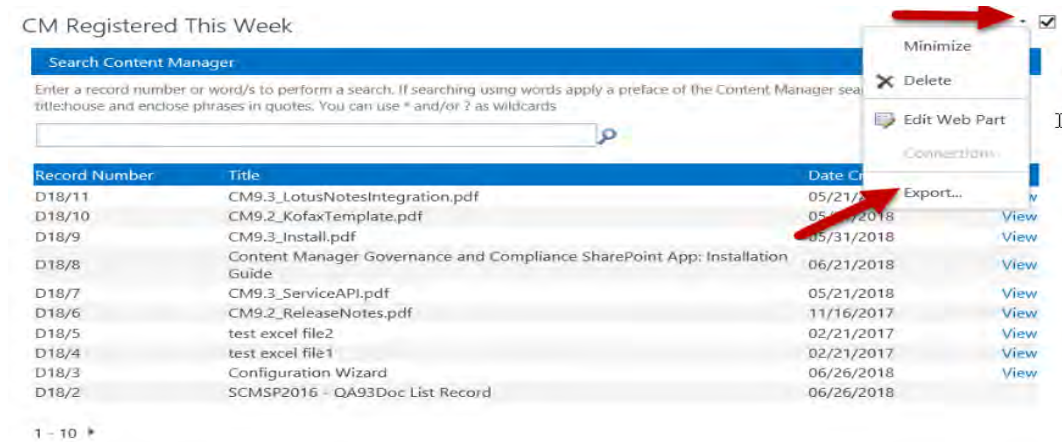 CM Registered This Week
Minimize
Search Content Manager
Delete
Enter a record number or word/s to perform a search. If searching using words apply a preface of the Content Manager
title:house and enclose phrases in quotes. You can use * and/or ? as wildcards
Edit Web Part
Connections
Record Number Title Date
Export...
D18/11 CM9.3_LotusNotesIntegration.pdf
D18/10 CM9.2_KofaxTemplate.pdf View
D18/9 CM9.3_Install.pdf 05/31/2018 View
D18/8 Content Manager Governance and Compliance SharePoint App: Installation Guide 06/21/2018 View
D18/7 CM9.3_ServiceAPI.pdf 05/21/2018 View
D18/6 CM9.2_ReleaseNotes.pdf 11/16/2017 View
D18/5 test excel file2 02/21/2017 View
D18/4 test excel file1 02/21/2017 View
D18/3 Configuration Wizard 06/26/2018 View
D18/2 SCMSP2016 - QA93Doc List Record 06/26/2018
1 - 10